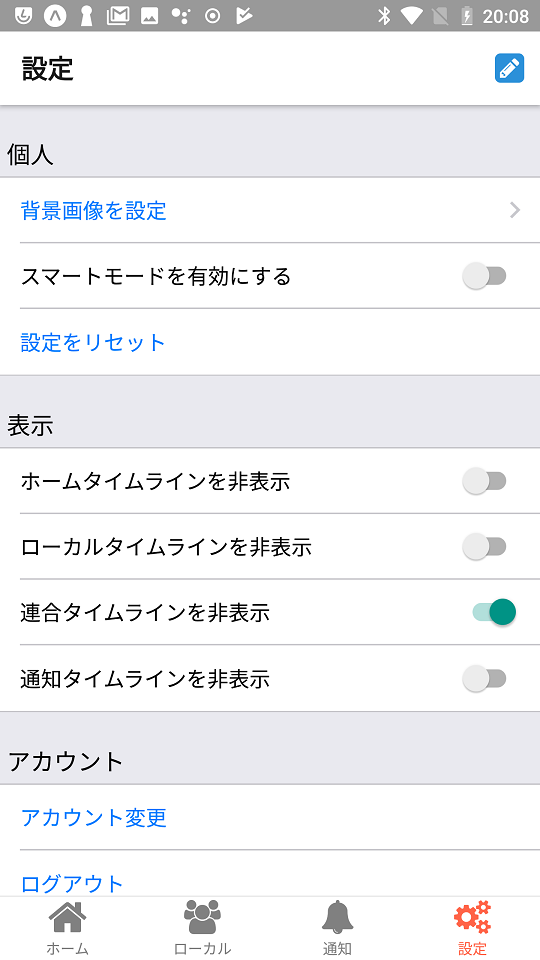 20:08
設定
個人
背景画像を設定
スマートモードを有効にする
設定をリセット
表示
ホームタイムラインを非表示
ローカルタイムラインを非表示
連合タイムラインを非表示
通知タイムラインを非表示
アカウント
アカウント変更
ログアウト
ホーム
ローカル
通知
設定